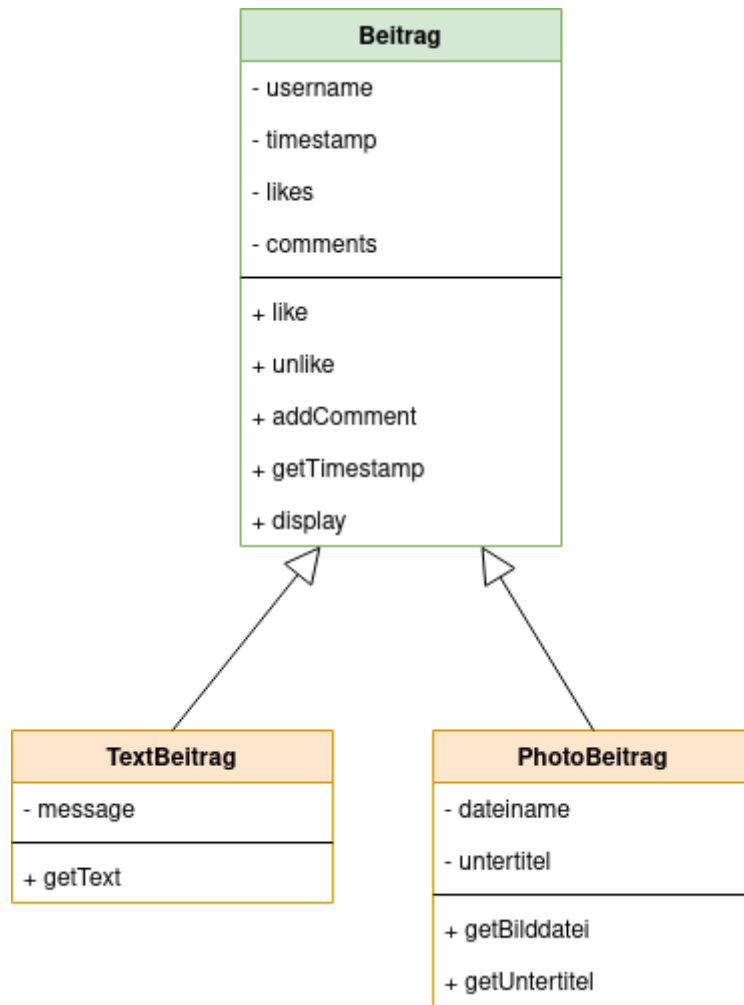 Beitrag
- username
- timestamp
- likes
- comments
+ like
+ unlike
+ addComment
+ getTimestamp
+ display
TextBeitrag
- message
+ getText
PhotoBeitrag
- dateiname
- untertitel
+ getBilddatei
+ getUntertitel